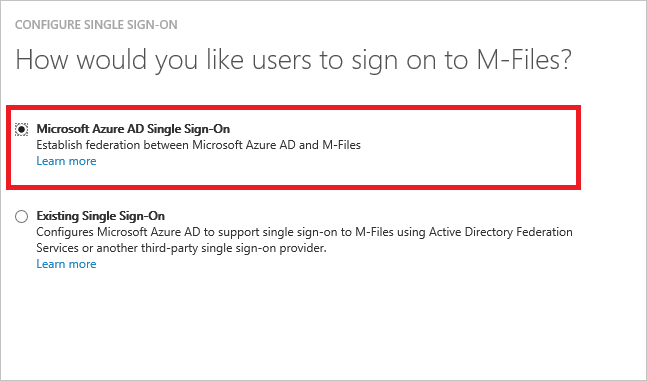 CONFIGURE SINGLE SIGN-ON
How would you like users to sign on to M-Files?
Microsoft Azure AD Single Sign-On
Establish federation between Microsoft Azure AD and M-Files
Learn more
Existing Single Sign-On
Configures Microsoft Azure AD to support single sign-on to M-Files using Active Directory Federation
Services or another third-party single sign-on provider.
Learn more